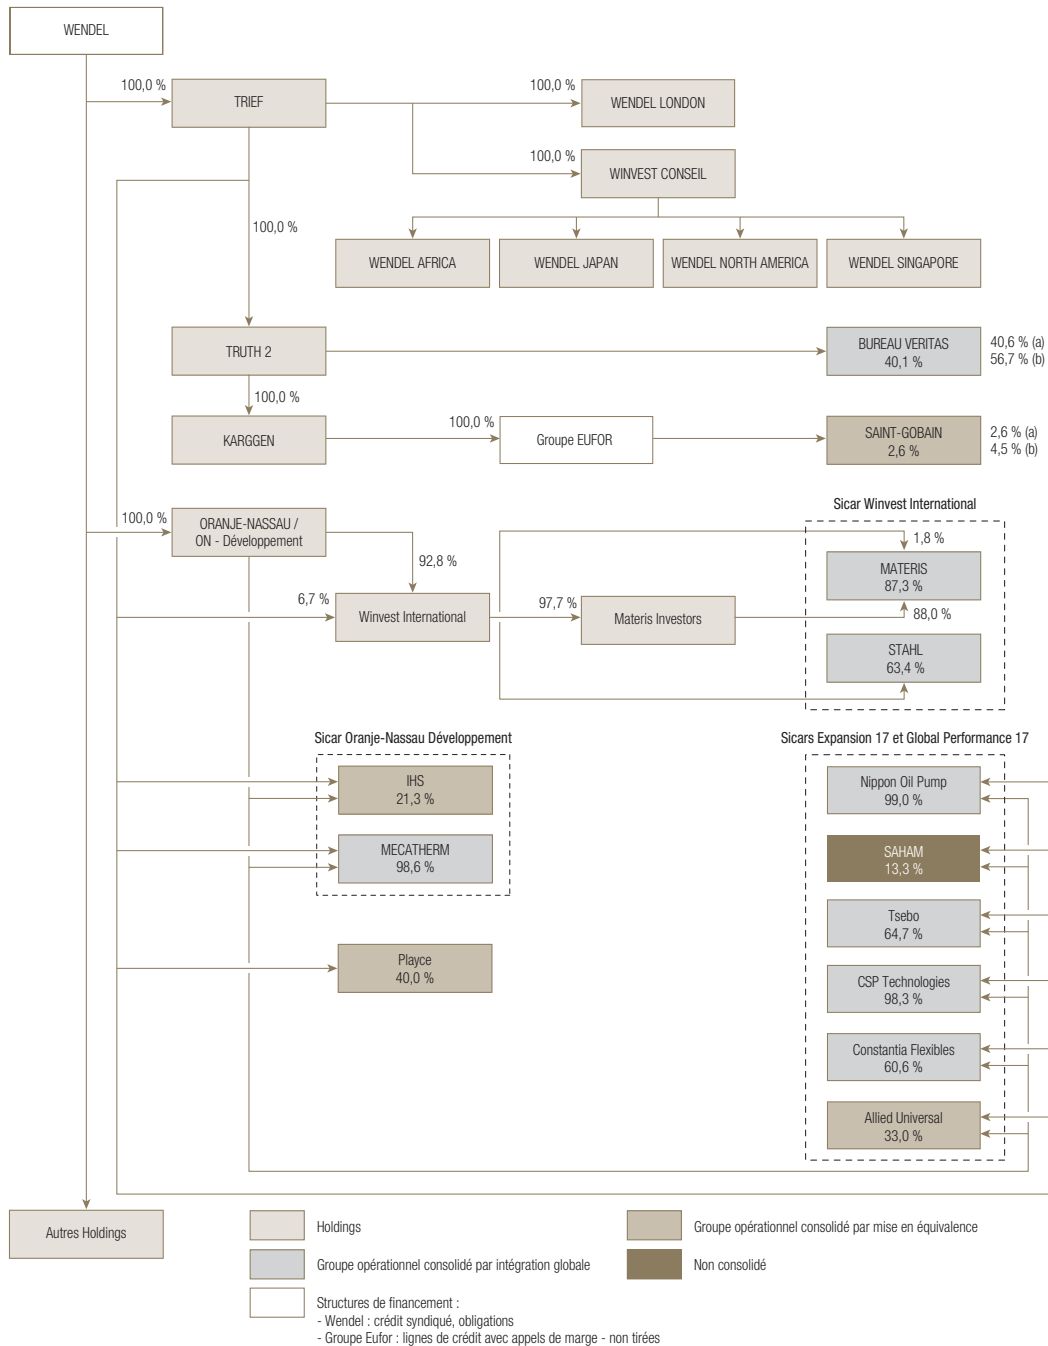 WENDEL
100,0 %
TRIEF
100,0 %
WENDEL LONDON
100,0 %
WINVEST CONSEIL
100,0 %
WENDEL AFRICA
WENDEL JAPAN
WENDEL NORTH AMERICA
WENDEL SINGAPORE
TRUTH 2
BUREAU VERITAS
40,1 %
40,6 % (a)
56,7 % (b)
100,0 %
KARGGEN
100,0 %
Groupe EUFOR
SAINT-GOBAIN
2,6 %
2,6 % (a)
4,5 % (b)
100,0 %
ORANJE-NASSAU /
ON - Développement
92,8 %
6,7 %
Winvest International
97,7 %
Materis Investors
Sicar Winvest International
1,8 %
MATERIS
87,3 %
88,0 %
STAHL
63,4 %
Sicar Oranje-Nassau Développement
IHS
21,3 %
MECATHERM
98,6 %
Playce
40,0 %
Sicars Expansion 17 et Global Performance 17
Nippon Oil Pump
99,0 %
SAHAM
13,3 %
Tsebo
64,7 %
CSP Technologies
98,3 %
Constantia Flexibles
60,6 %
Allied Universal
33,0 %
Autres Holdings
Holdings
Groupe opérationnel consolidé par mise en équivalence
Groupe opérationnel consolidé par intégration globale
Non consolidé
Structures de financement :
- Wendel : crédit syndiqué, obligations
- Groupe Eufor : lignes de crédit avec appels de marge - non tirées